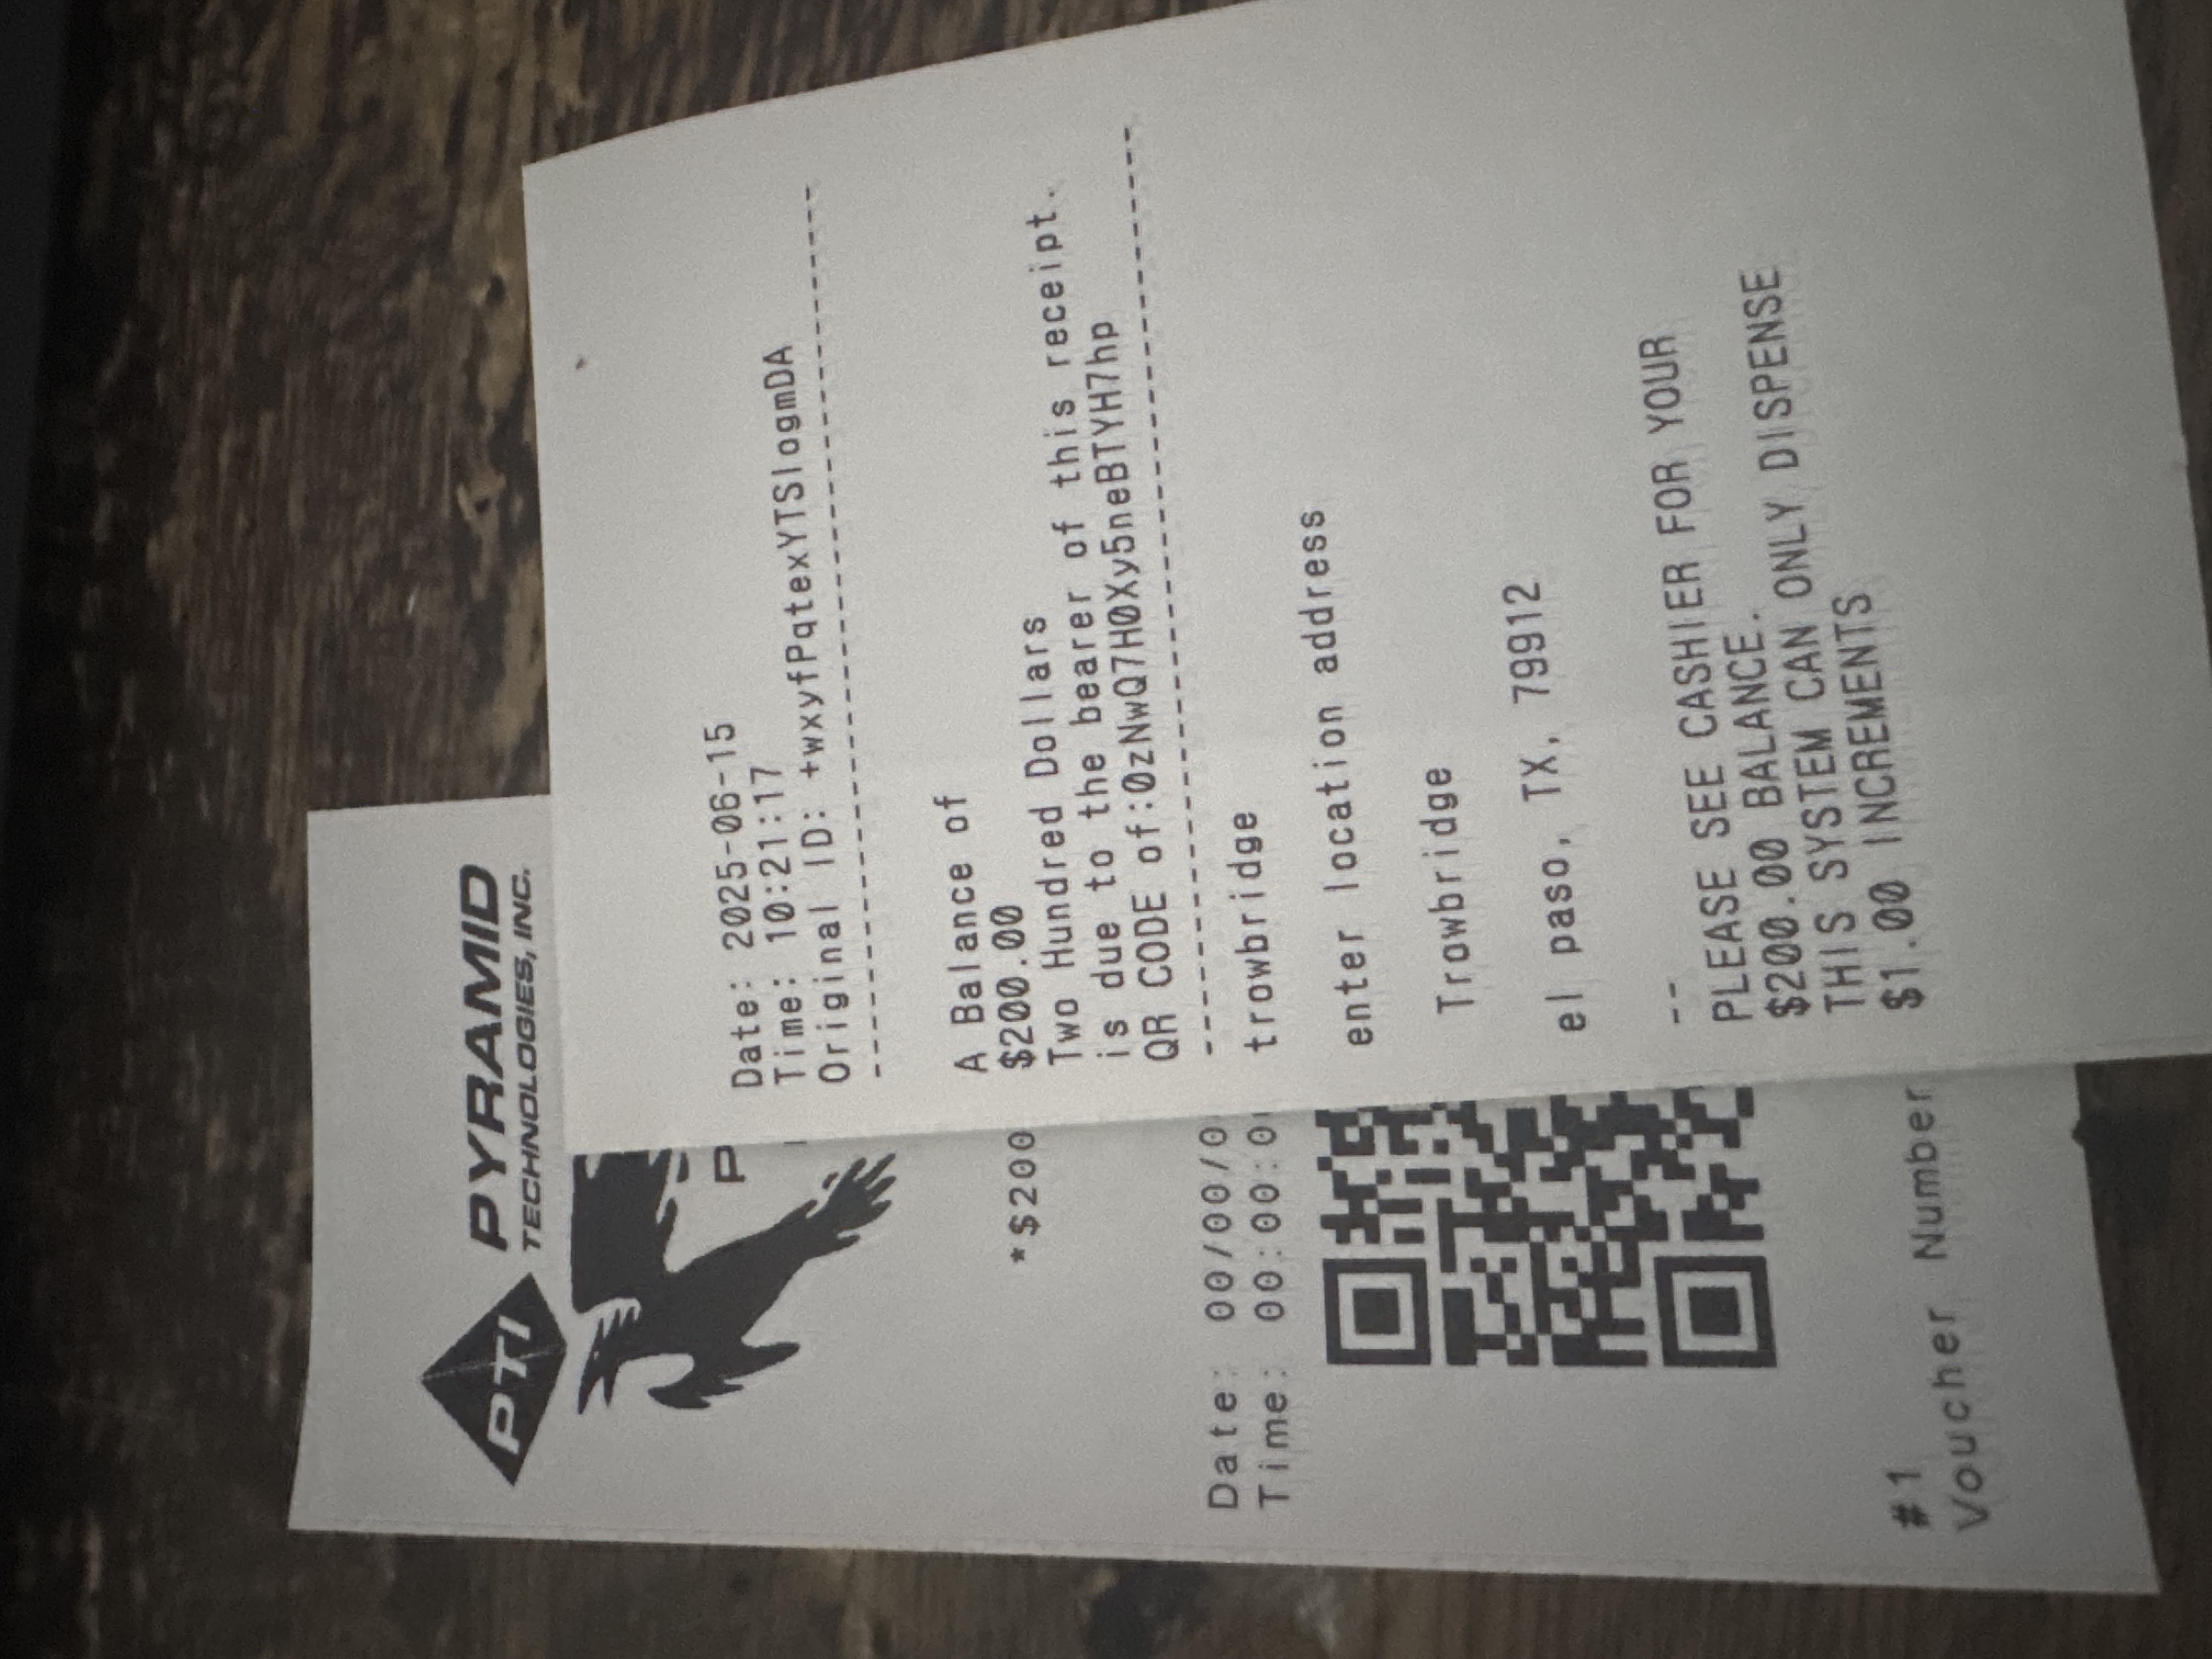 PTI
PYRAMID
TECHNOLOGIES, INC.
P
*$200
Date: 00/00/0
Time: 00:00:0
#1
Voucher Number
Date: 2025-06-15
Time: 10:21:17
Original ID: +wxyfPqtexYTSlogmDA
--------------------------------
A Balance of
$200.00
Two Hundred Dollars
is due to the bearer of this receipt.
QR CODE of:0zNwQ7H0Xy5neBTYH7hp
--------------------------------
trowbridge
enter location address
Trowbridge
el paso, TX, 79912
--
PLEASE SEE CASHIER FOR YOUR
$200.00 BALANCE.
THIS SYSTEM CAN ONLY DISPENSE
$1.00 INCREMENTS